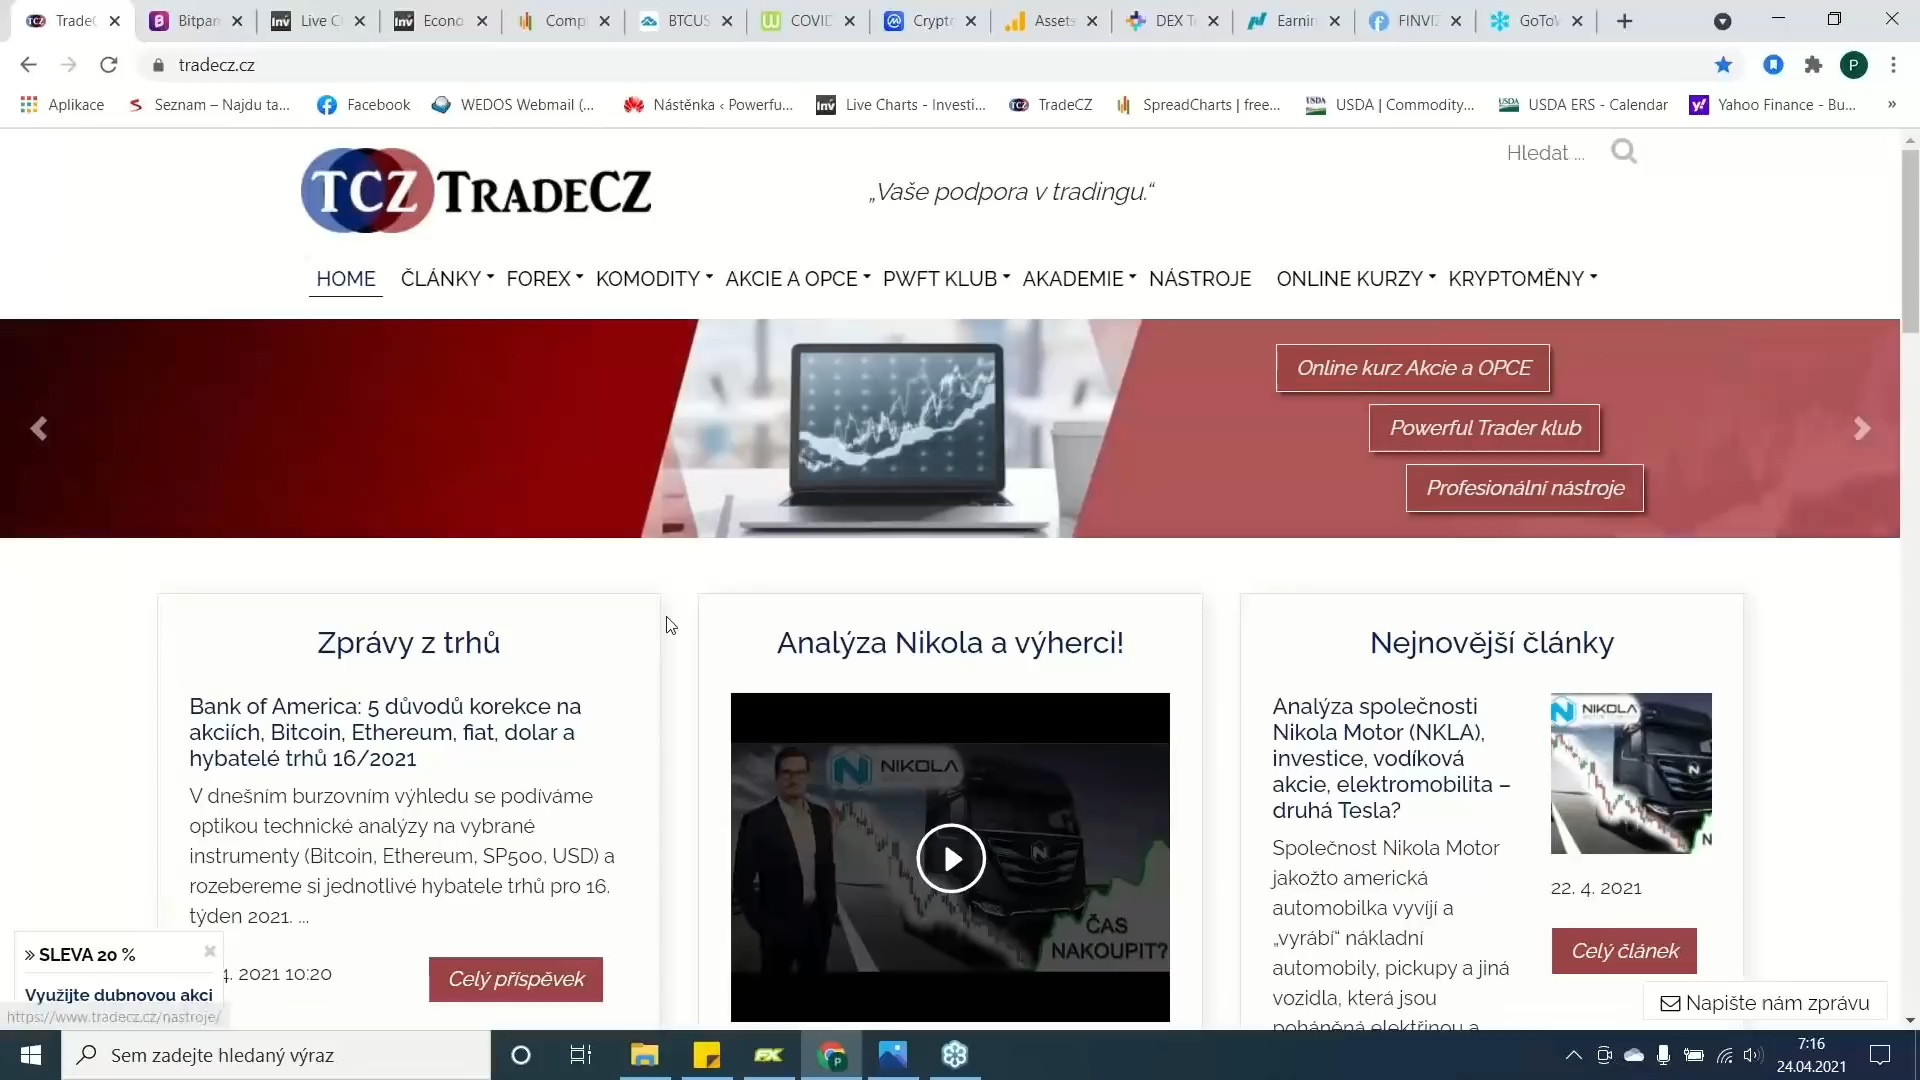 TradeC
Bitpan
Live C
Econo
Comp
BTCUS
COVID
Crypto
Assets
DEX T
Earnin
FINVIZ
GoToW
tradecz.cz
P
Aplikace
Seznam – Najdu ta...
Facebook
WEDOS Webmail (...
Nástěnka ‹ Powerfu...
Live Charts - Investi...
TradeCZ
SpreadCharts | free...
USDA | Commodity...
USDA ERS - Calendar
Yahoo Finance - Bu...
»
TCZ TRADECZ
„Vaše podpora v tradingu.“
Hledat ...
HOME ČLÁNKY FOREX KOMODITY AKCIE A OPCE PWFT KLUB AKADEMIE NÁSTROJE ONLINE KURZY KRYPTOMĚNY
Online kurz Akcie a OPCE
Powerful Trader klub
Profesionální nástroje
Zprávy z trhů
Bank of America: 5 důvodů korekce na
akciích, Bitcoin, Ethereum, fiat, dolar a
hybatelé trhů 16/2021
V dnešním burzovním výhledu se podíváme
optikou technické analýzy na vybrané
instrumenty (Bitcoin, Ethereum, SP500, USD) a
rozebereme si jednotlivé hybatele trhů pro 16.
týden 2021. ...
4. 2021 10:20
Celý příspěvek
Analýza Nikola a výherci!
NIKOLA
ČAS
NAKOUPIT?
Nejnovější články
Analýza společnosti
Nikola Motor (NKLA),
investice, vodíková
akcie, elektromobilita –
druhá Tesla?
Společnost Nikola Motor
jakožto americká
automobilka vyvíjí a
„vyrábí“ nákladní
automobily, pickupy a jiná
vozidla, která jsou
poháněná elektřinou a
NIKOLA
22. 4. 2021
Celý článek
» SLEVA 20 %
Využijte dubnovou akci
https://www.tradecz.cz/nastroje/
Napište nám zprávu
Sem zadejte hledaný výraz
FX
7:16
24.04.2021